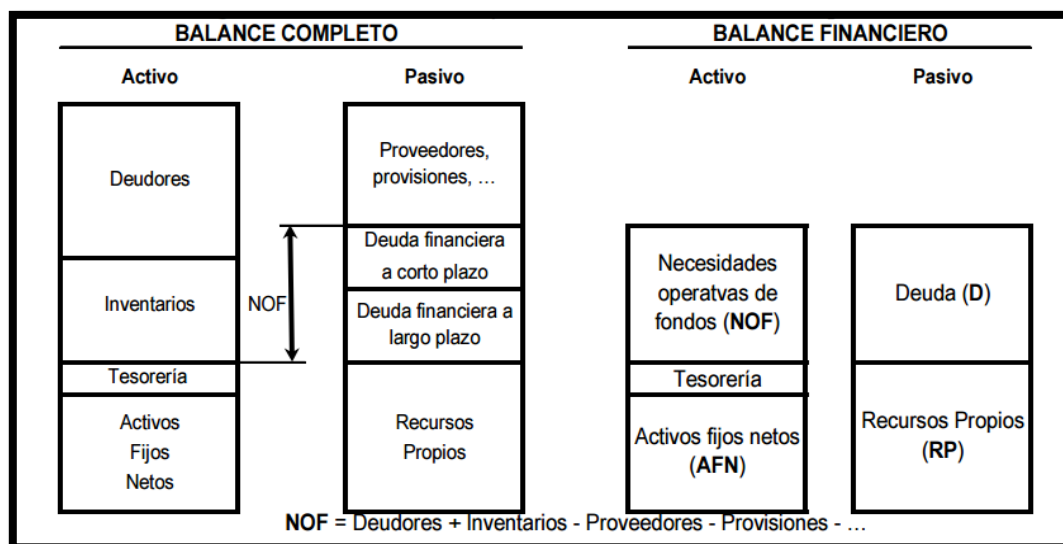 BALANCE COMPLETO
Activo
Pasivo
Deudores
Inventarios
Tesorería
Activos
Fijos
Netos
NOF
Proveedores,
provisiones, ...
Deuda financiera
a corto plazo
Deuda financiera a
largo plazo
Recursos
Propios
BALANCE FINANCIERO
Activo
Pasivo
Necesidades
operatvas de
fondos (NOF)
Tesorería
Activos fijos netos
(AFN)
Deuda (D)
Recursos Propios
(RP)
NOF = Deudores + Inventarios - Proveedores - Provisiones - ...